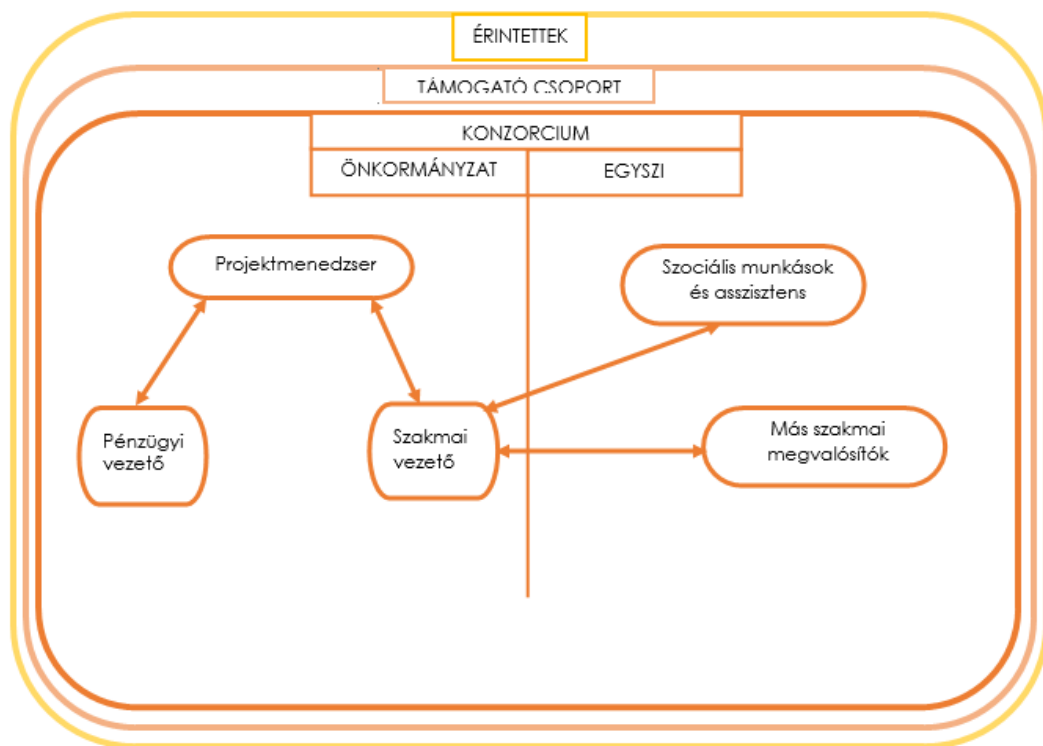 ÉRINTETTEK
TÁMOGATÓ CSOPORT
KONZORCIUM
ÖNKORMÁNYZAT
EGYSZI
Projektmenedzser
Szociális munkások
és asszisztens
Pénzügyi
vezető
Szakmai
vezető
Más szakmai
megvalósítók